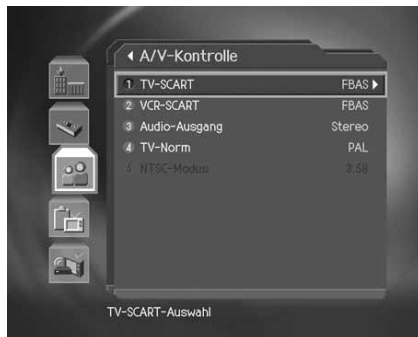 A/V-Kontrolle
1 TV-SCART FBAS
2 VCR-SCART FBAS
3 Audio-Ausgang Stereo
4 TV-Norm PAL
5 NTSC-Modus 3.58
TV-SCART-Auswahl